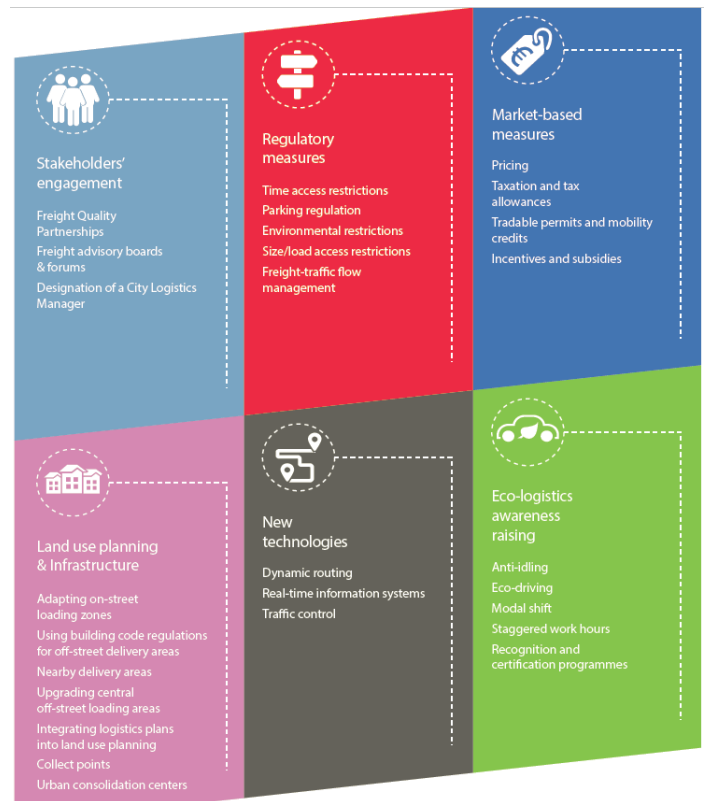 Stakeholders’
engagement
Freight Quality
Partnerships
Freight advisory boards
& forums
Designation of a City Logistics
Manager
Regulatory
measures
Time access restrictions
Parking regulation
Environmental restrictions
Size/load access restrictions
Freight-traffic flow
management
Market-based
measures
Pricing
Taxation and tax
allowances
Tradable permits and mobility
credits
Incentives and subsidies
Land use planning
& Infrastructure
Adapting on-street
loading zones
Using building code regulations
for off-street delivery areas
Nearby delivery areas
Upgrading central
off-street loading areas
Integrating logistics plans
into land use planning
Collect points
Urban consolidation centers
New
technologies
Dynamic routing
Real-time information systems
Traffic control
Eco-logistics
awareness
raising
Anti-idling
Eco-driving
Modal shift
Staggered work hours
Recognition and
certification programmes